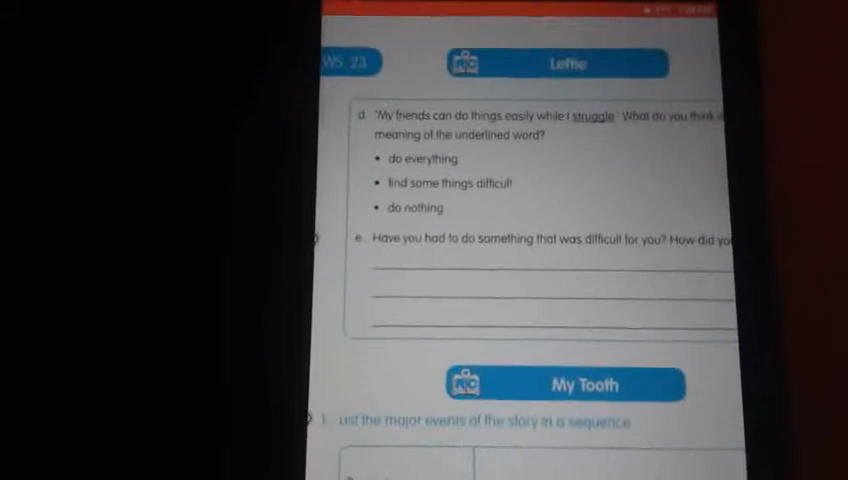 WS 23
Leftie
d. 'My friends can do things easily while I struggle.' What do you think
meaning of the underlined word?
• do everything
• find some things difficult
• do nothing
e. Have you had to do something that was difficult for you? How did
My Tooth
1. List the major events of the story in a sequence